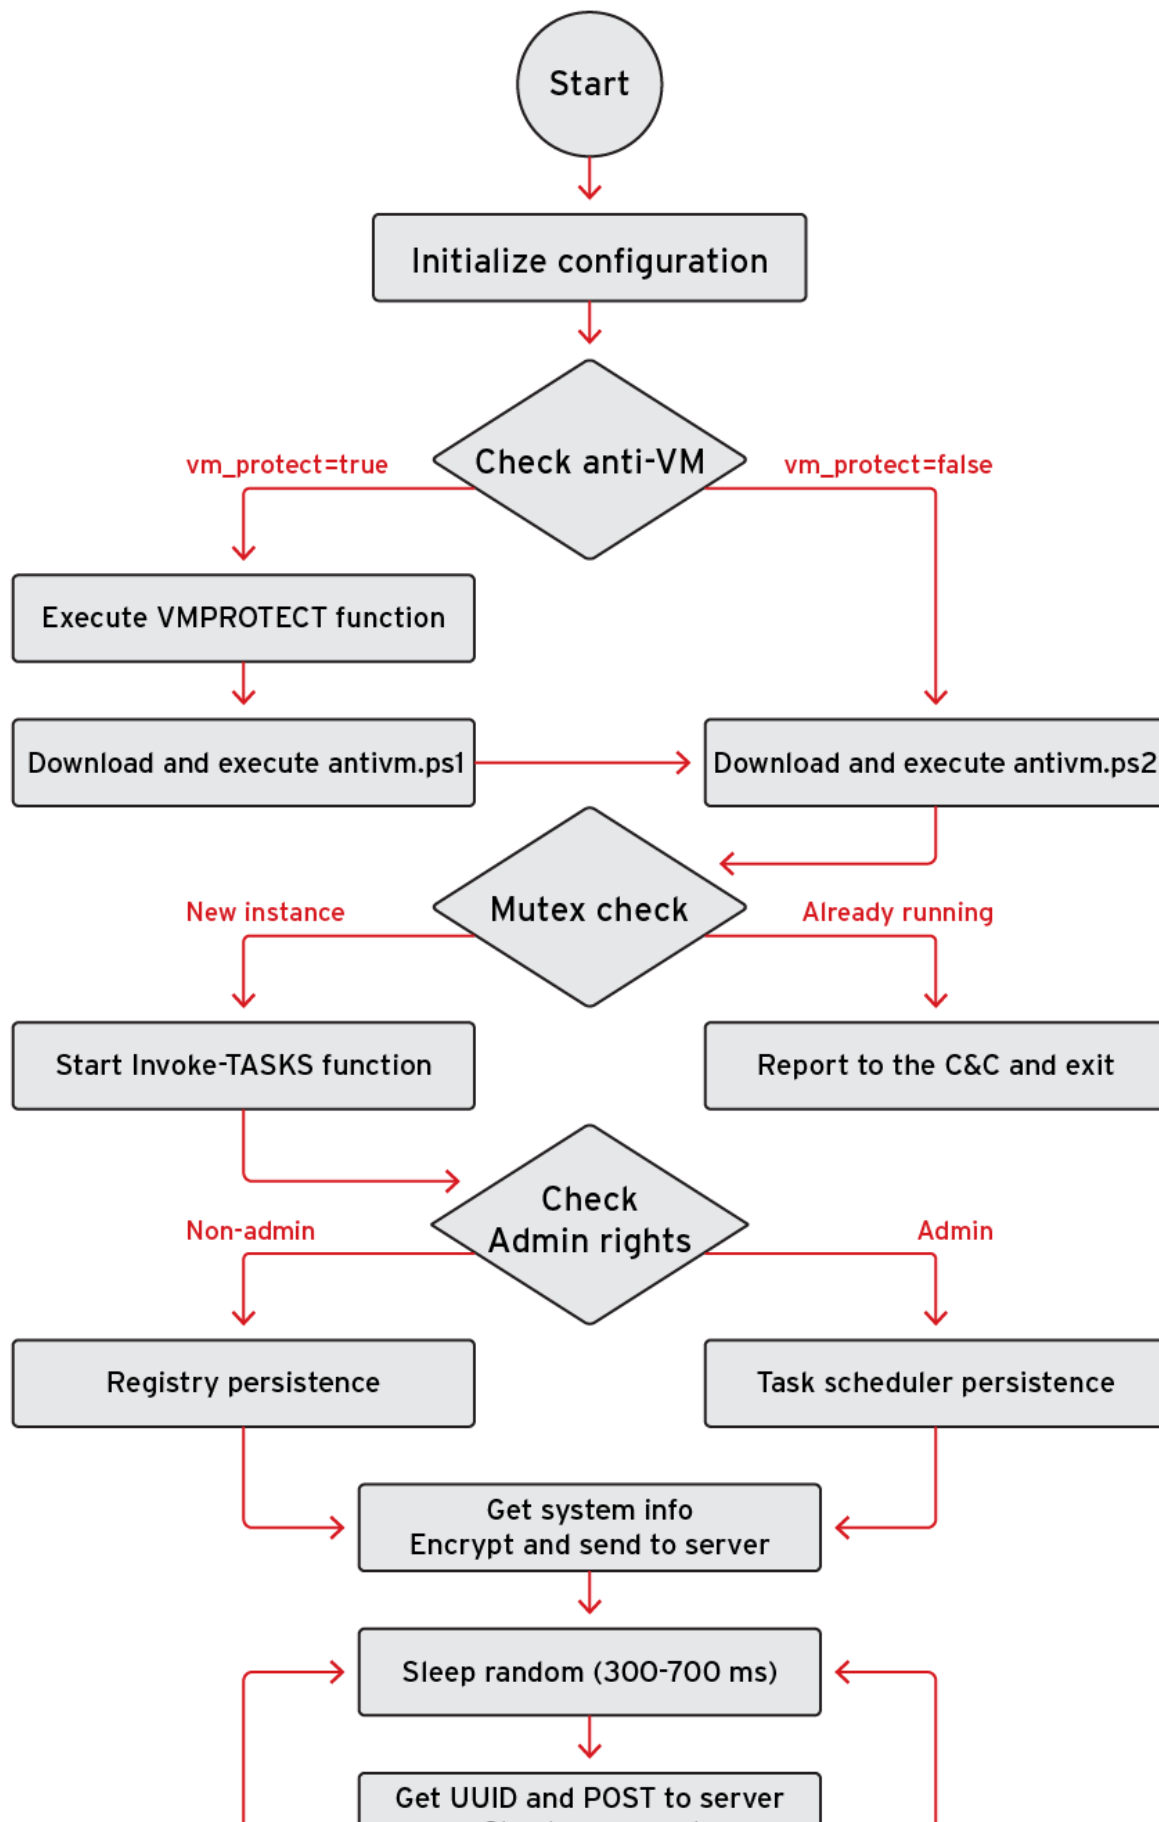 Start
Initialize configuration
Check anti-VM
vm_protect=true
vm_protect=false
Execute VMPROTECT function
Download and execute antivm.ps1
Download and execute antivm.ps2
Mutex check
New instance
Already running
Start Invoke-TASKS function
Report to the C&C and exit
Check
Admin rights
Non-admin
Admin
Registry persistence
Task scheduler persistence
Get system info
Encrypt and send to server
Sleep random (300-700 ms)
Get UUID and POST to server